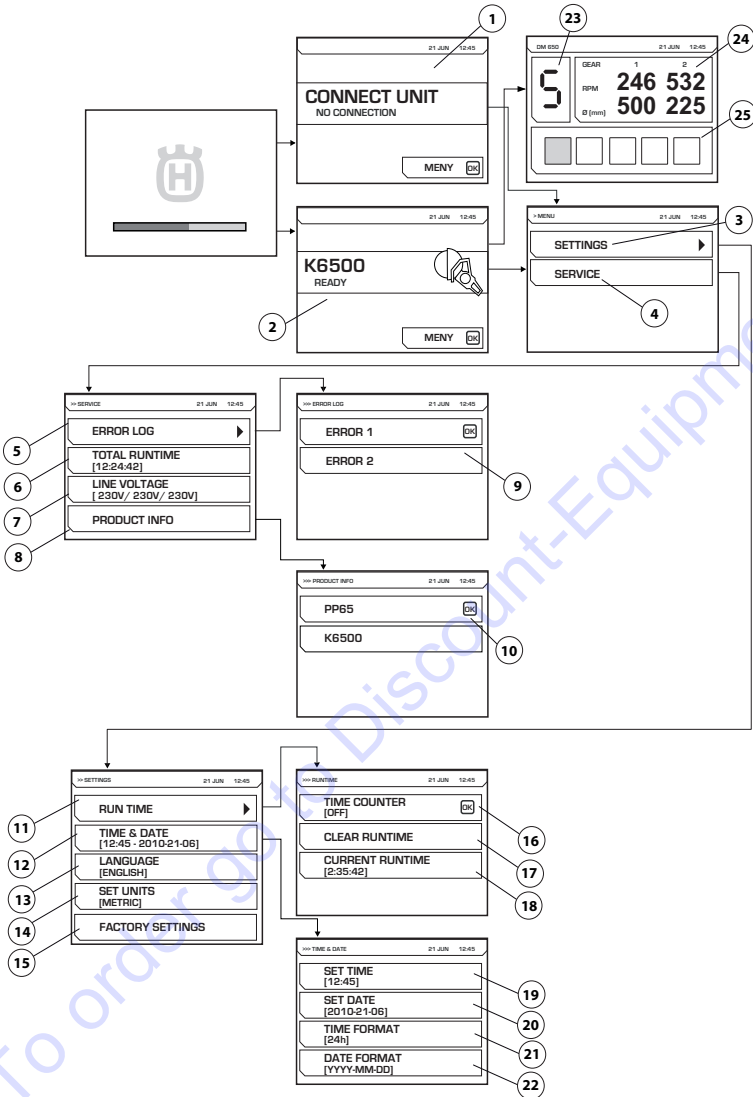 1
21 JUN 12:45
CONNECT UNIT
NO CONNECTION
MENY OK
23
24
DM 650 21 JUN 12:45
5
GEAR 1 2
RPM 246 532
Ø [mm] 500 225
25
H
21 JUN 12:45
K6500
READY
MENY OK
2
> MENU 21 JUN 12:45
SETTINGS
SERVICE
3
4
>> SERVICE 21 JUN 12:45
ERROR LOG
TOTAL RUNTIME
[12:24:42]
LINE VOLTAGE
[ 230V/ 230V/ 230V]
PRODUCT INFO
5
6
7
8
>>> ERROR LOG 21 JUN 12:45
ERROR 1 OK
ERROR 2
9
>>> PRODUCT INFO 21 JUN 12:45
PP65 OK
K6500
10
>> SETTINGS 21 JUN 12:45
RUN TIME
TIME & DATE
[12:45 - 2010-21-06]
LANGUAGE
[ENGLISH]
SET UNITS
[METRIC]
FACTORY SETTINGS
11
12
13
14
15
>>> RUNTIME 21 JUN 12:45
TIME COUNTER
[OFF] OK
CLEAR RUNTIME
CURRENT RUNTIME
[2:35:42]
16
17
18
>>> TIME & DATE 21 JUN 12:45
SET TIME
[12:45]
SET DATE
[2010-21-06]
TIME FORMAT
[24h]
DATE FORMAT
[YYYY-MM-DD]
19
20
21
22
To order go to Discount-Equipme